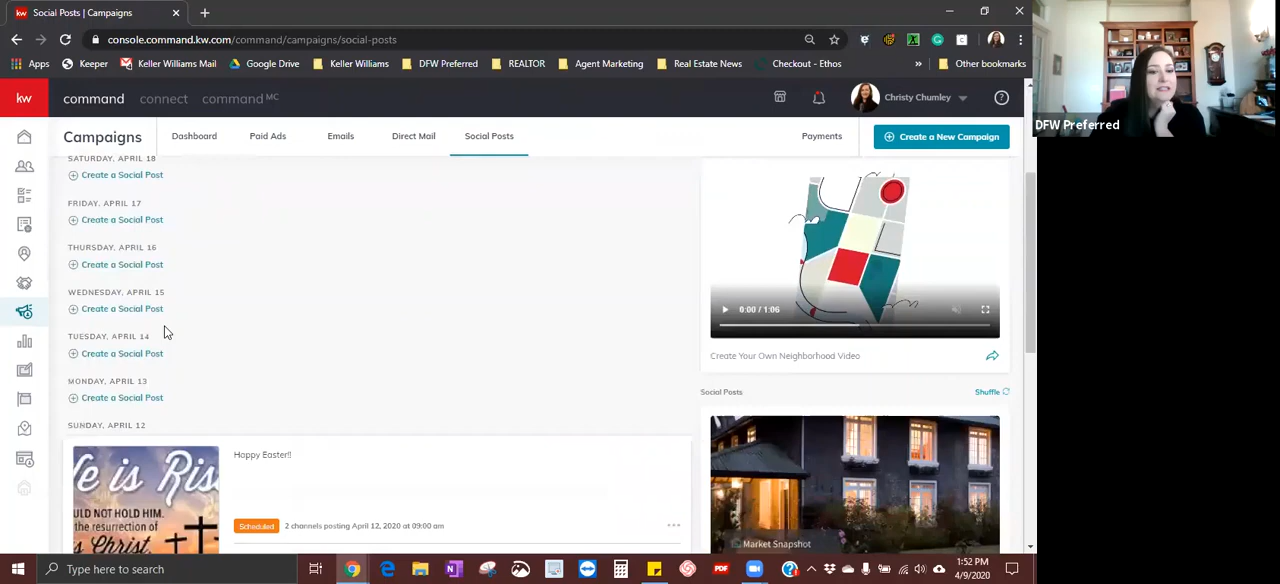 kw Social Posts | Campaigns
console.command.kw.com/command/campaigns/social-posts
Apps Keeper Keller Williams Mail Google Drive Keller Williams DFW Preferred REALTOR Agent Marketing Real Estate News Checkout - Ethos » Other bookmarks
kw command connect command MC Christy Chumley
Campaigns Dashboard Paid Ads Emails Direct Mail Social Posts Payments Create a New Campaign
SATURDAY, APRIL 18
Create a Social Post
FRIDAY, APRIL 17
Create a Social Post
THURSDAY, APRIL 16
Create a Social Post
WEDNESDAY, APRIL 15
Create a Social Post
TUESDAY, APRIL 14
Create a Social Post
MONDAY, APRIL 13
Create a Social Post
SUNDAY, APRIL 12
Happy Easter!!
Scheduled 2 channels posting April 12, 2020 at 09:00 am
e is Ris
ULD NOT HOLD HIM.
the resurrection of
s Christ.
0:00 / 1:06
Create Your Own Neighborhood Video
Social Posts Shuffle
Market Snapshot
DFW Preferred
Type here to search
PDF
1:52 PM
4/9/2020